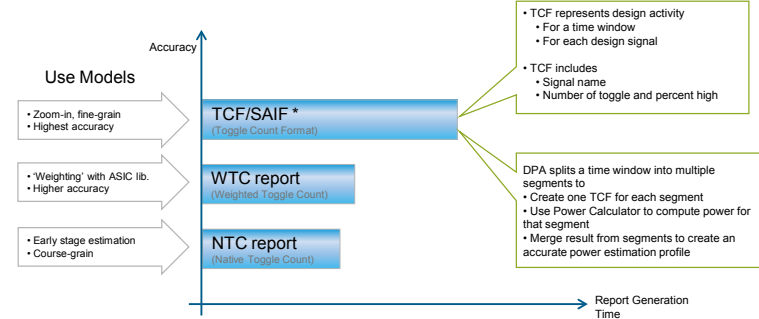 Accuracy
Use Models
• Zoom-in, fine-grain
• Highest accuracy
• 'Weighting' with ASIC lib.
• Higher accuracy
• Early stage estimation
• Course-grain
TCF/SAIF *
(Toggle Count Format)
WTC report
(Weighted Toggle Count)
NTC report
(Native Toggle Count)
• TCF represents design activity
• For a time window
• For each design signal
• TCF includes
• Signal name
• Number of toggle and percent high
DPA splits a time window into multiple
segments to
• Create one TCF for each segment
• Use Power Calculator to compute power for
that segment
• Merge result from segments to create an
accurate power estimation profile
Report Generation
Time